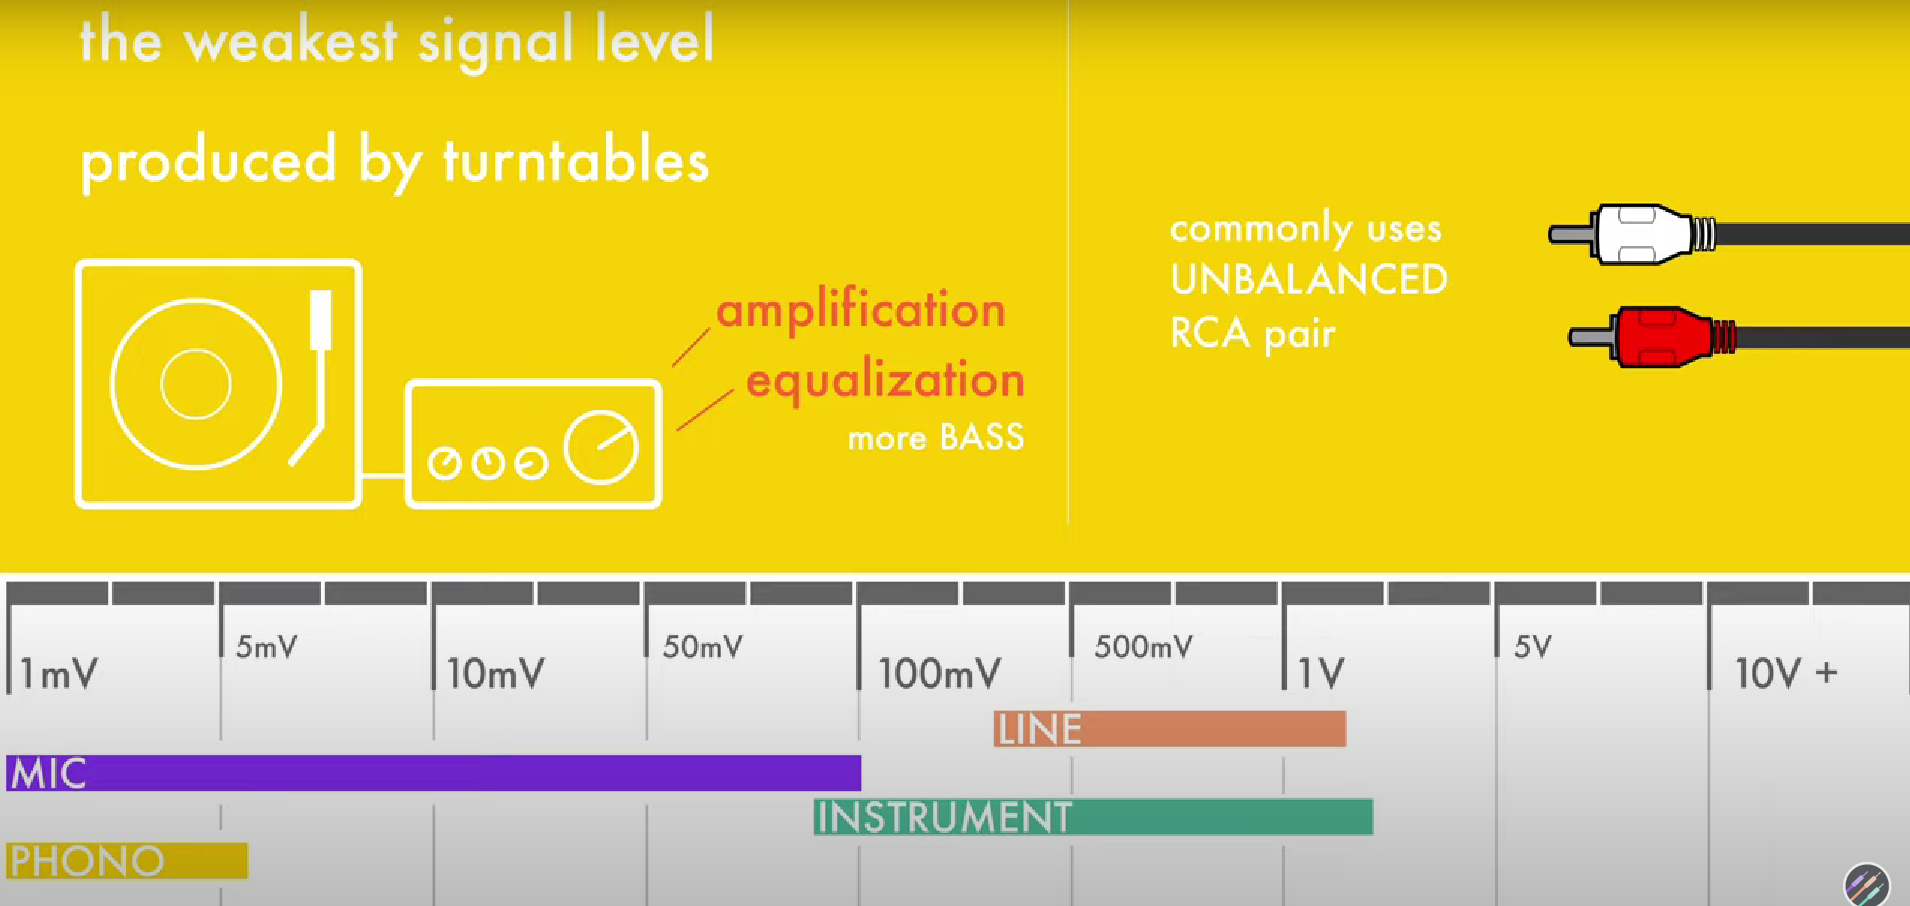 the weakest signal level
produced by turntables
amplification
equalization
more BASS
commonly uses
UNBALANCED
RCA pair
1mV
5mV
10mV
50mV
100mV
500mV
1V
5V
10V +
LINE
MIC
INSTRUMENT
PHONO